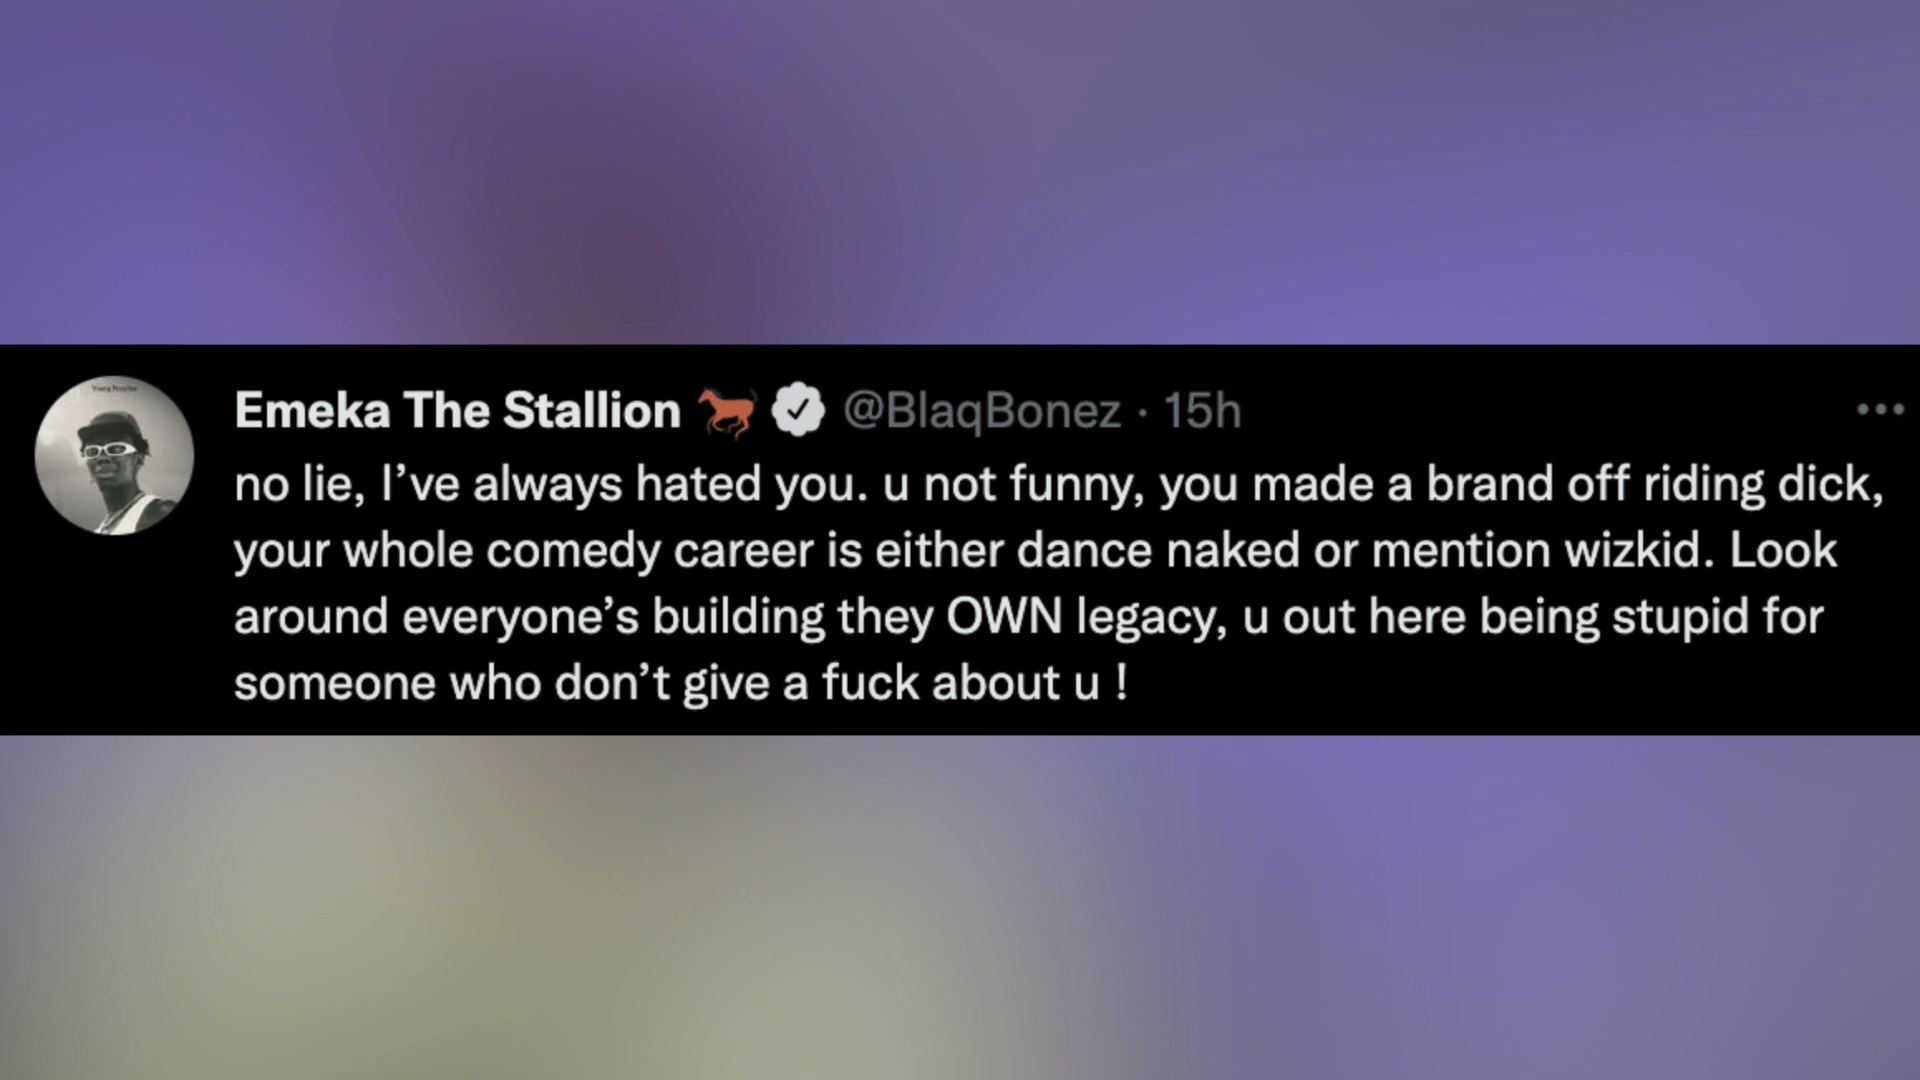 Emeka The Stallion 🐎 @BlaqBonez · 15h
no lie, I've always hated you. u not funny, you made a brand off riding dick,
your whole comedy career is either dance naked or mention wizkid. Look
around everyone's building they OWN legacy, u out here being stupid for
someone who don't give a fuck about u !